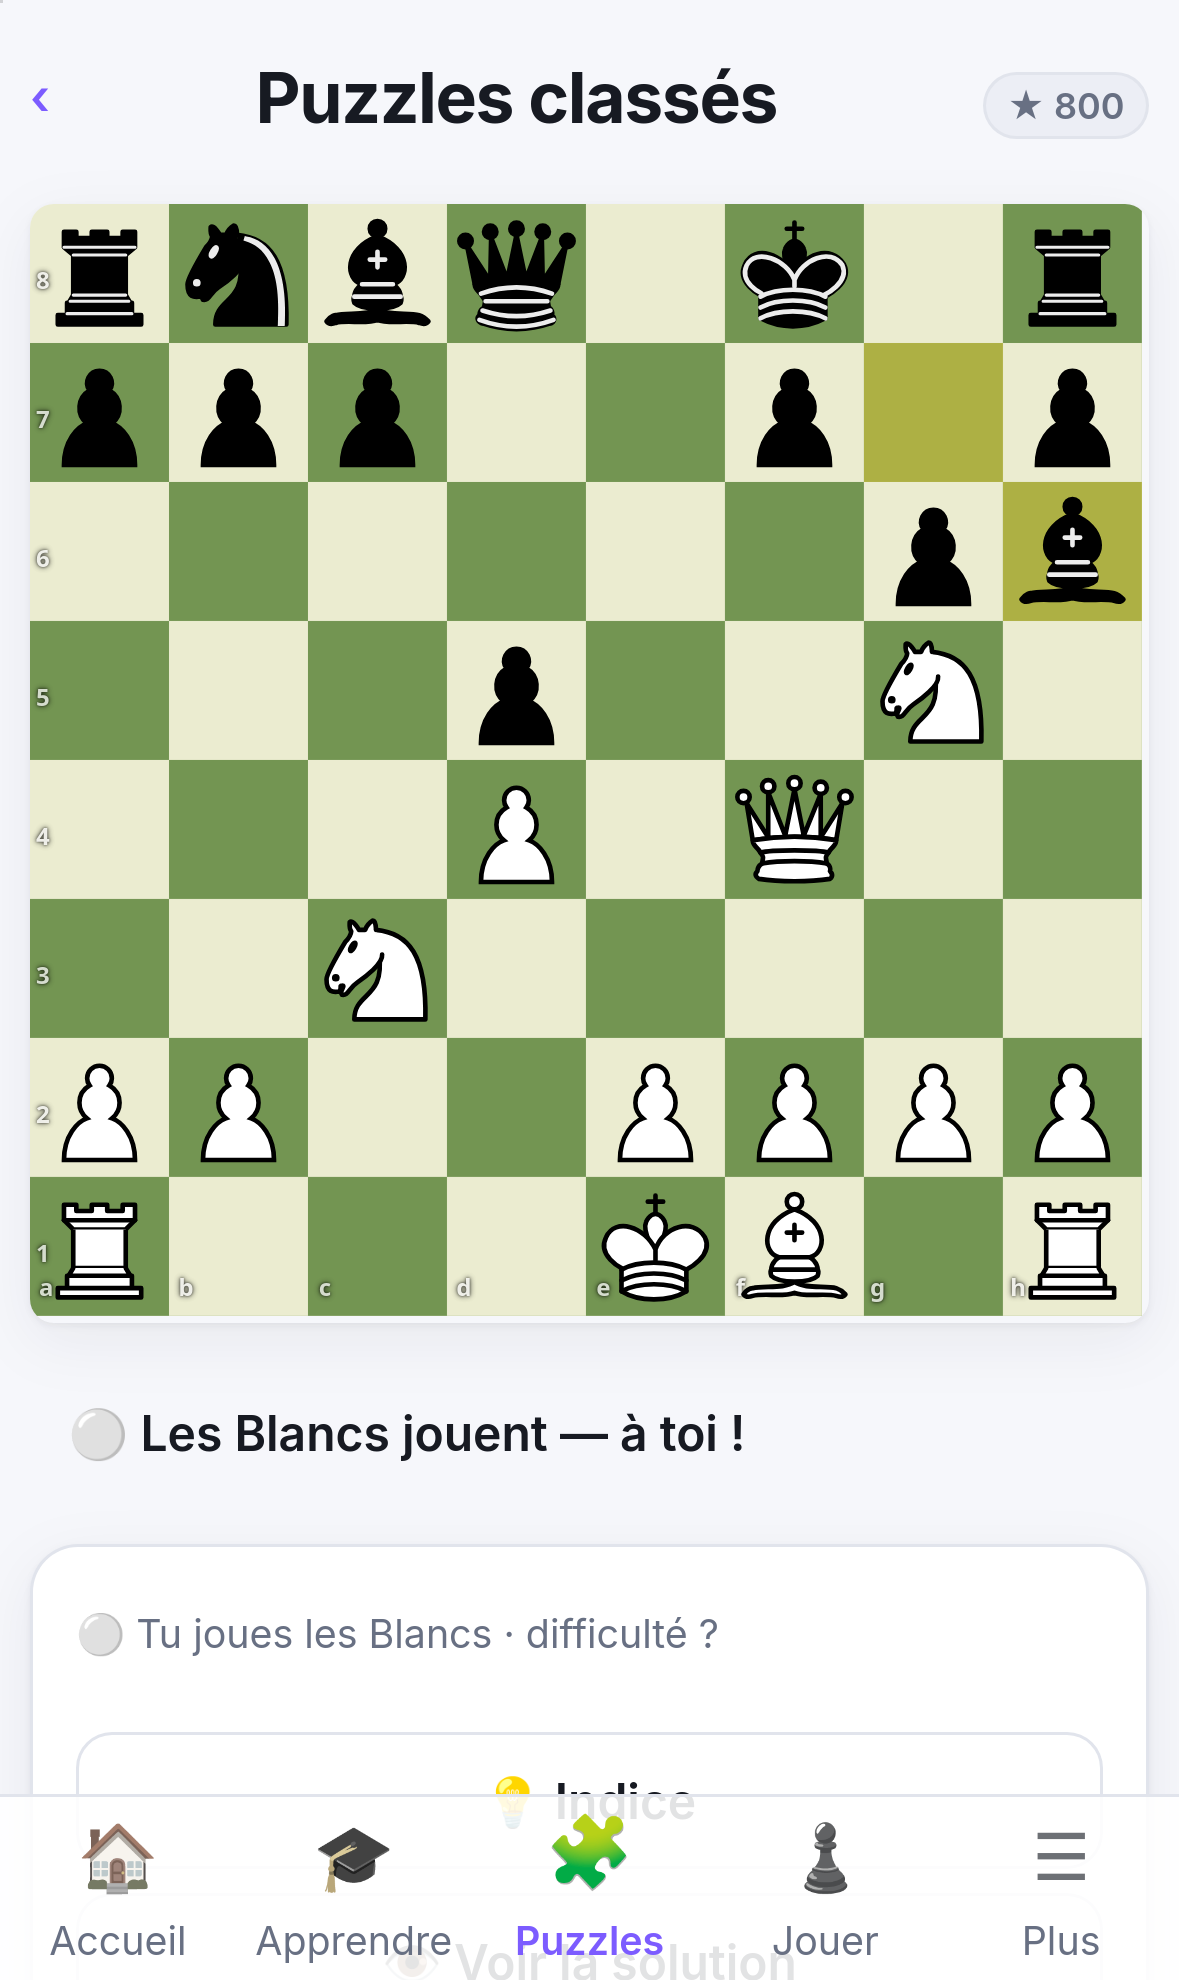 ‹ Puzzles classés ★ 800
8
7
6
5
4
3
2
1
a b c d e f g h
Les Blancs jouent — à toi !
Tu joues les Blancs · difficulté ?
Indice
Voir la solution
Accueil Apprendre Puzzles Jouer Plus